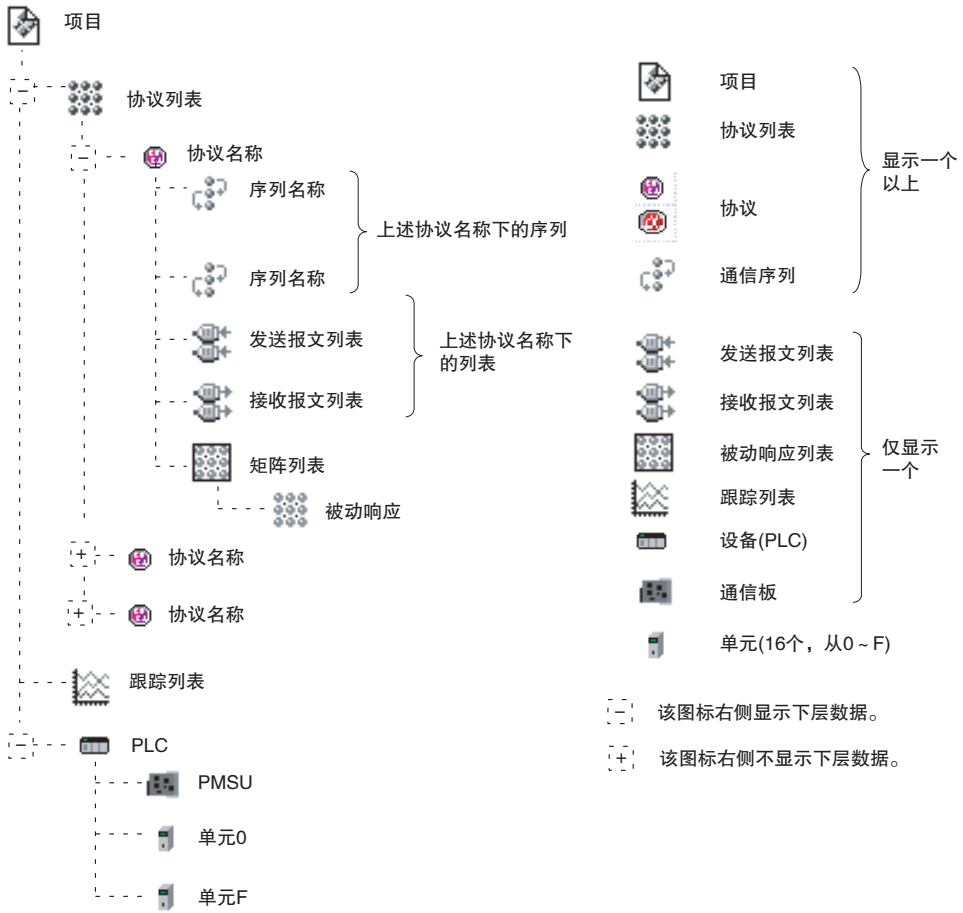 项目
协议列表
协议名称
序列名称
序列名称
上述协议名称下的序列
发送报文列表
接收报文列表
上述协议名称下
的列表
矩阵列表
被动响应
协议名称
协议名称
跟踪列表
PLC
PMSU
单元0
单元F
项目
协议列表
协议
通信序列
显示一个
以上
发送报文列表
接收报文列表
被动响应列表
跟踪列表
设备(PLC)
通信板
仅显示
一个
单元(16个，从0～F)
- 该图标右侧显示下层数据。
+ 该图标右侧不显示下层数据。